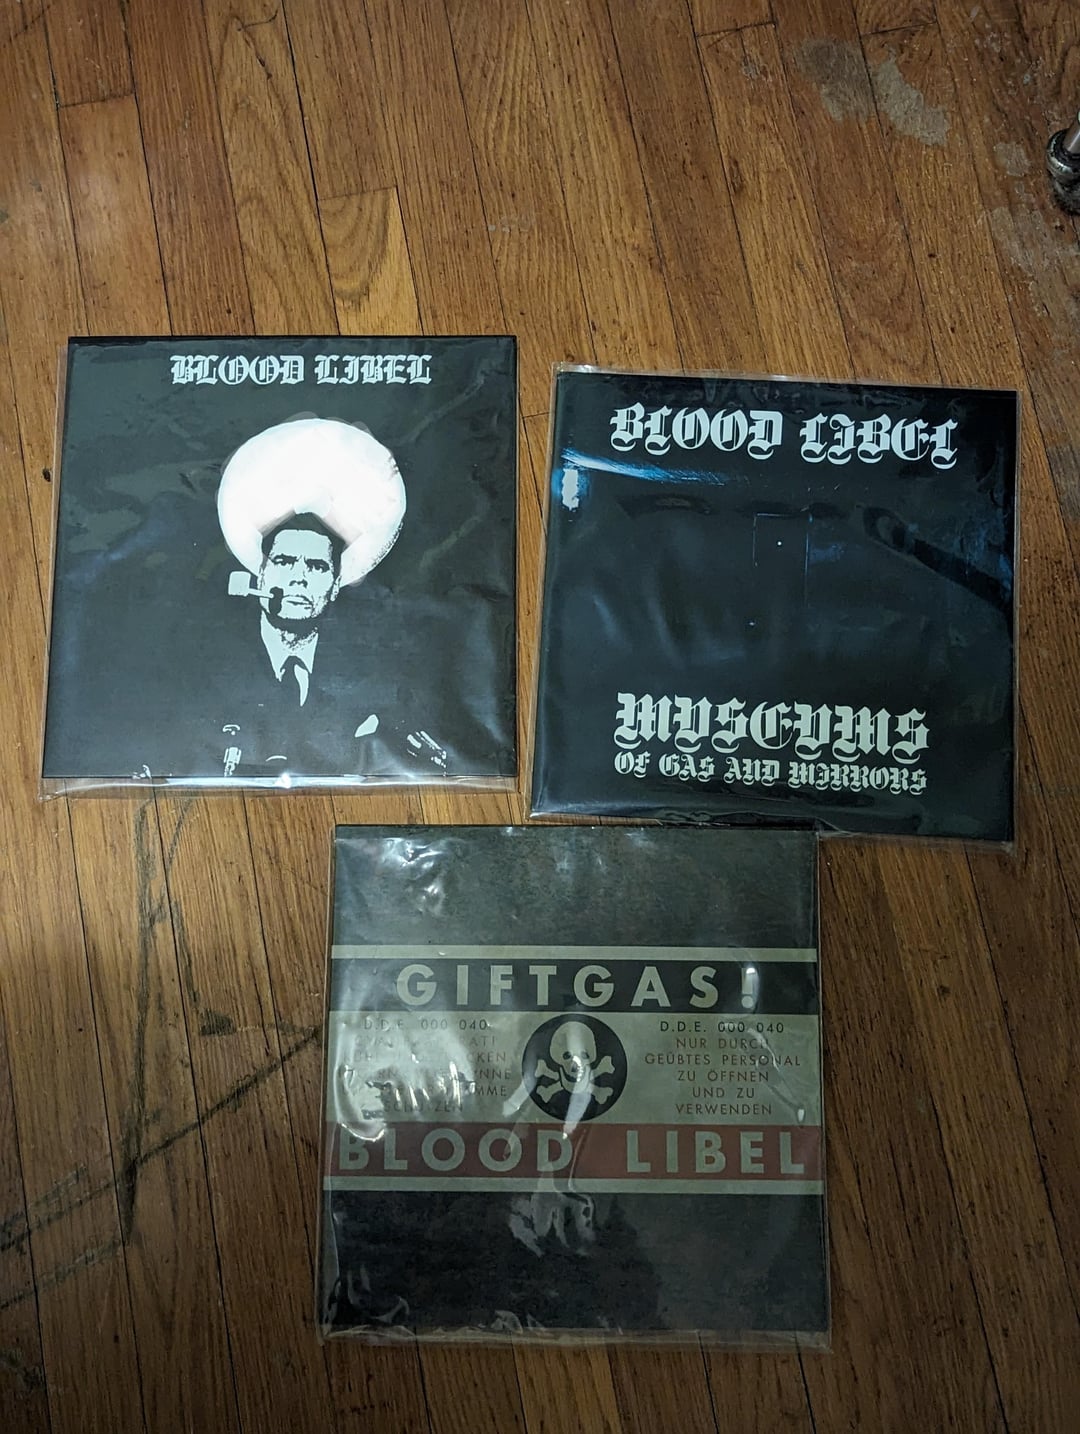 BLOOD LIBEL
BLOOD LIBEL
MVSEVMS
OF GAS AND MIRRORS
GIFTGAS!
D.D.E. 000 040
D.D.E. 000 040
NUR DURCH
GEÜBTES PERSONAL
ZU ÖFFNEN
UND ZU
VERWENDEN
BLOOD LIBEL